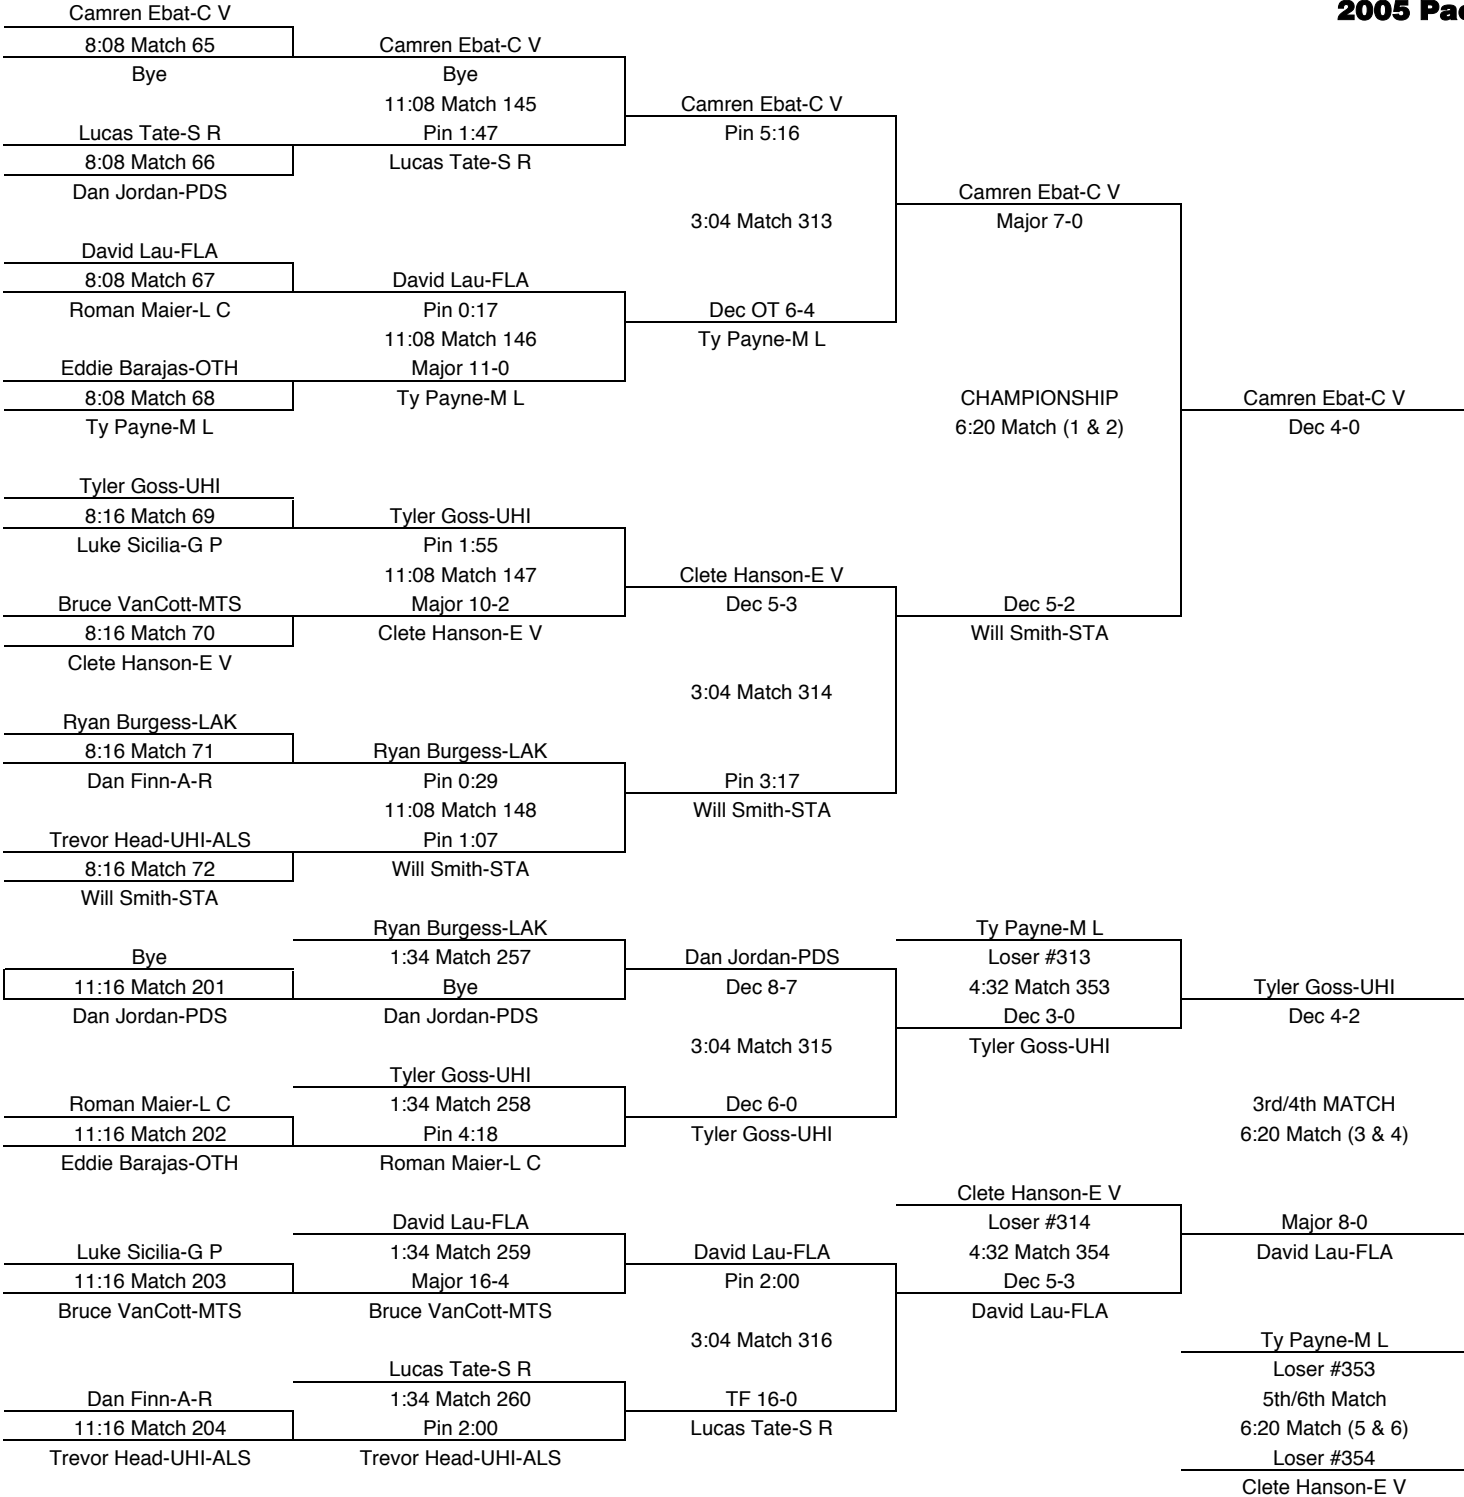 2005 Pac
Camren Ebat-C V
8:08 Match 65
Bye
Lucas Tate-S R
8:08 Match 66
Dan Jordan-PDS
David Lau-FLA
8:08 Match 67
Roman Maier-L C
Eddie Barajas-OTH
8:08 Match 68
Ty Payne-M L
Tyler Goss-UHI
8:16 Match 69
Luke Sicilia-G P
Bruce VanCott-MTS
8:16 Match 70
Clete Hanson-E V
Ryan Burgess-LAK
8:16 Match 71
Dan Finn-A-R
Trevor Head-UHI-ALS
8:16 Match 72
Will Smith-STA
Camren Ebat-C V
Bye
11:08 Match 145
Pin 1:47
Lucas Tate-S R
David Lau-FLA
Pin 0:17
11:08 Match 146
Major 11-0
Ty Payne-M L
Tyler Goss-UHI
Pin 1:55
11:08 Match 147
Major 10-2
Clete Hanson-E V
Ryan Burgess-LAK
Pin 0:29
11:08 Match 148
Pin 1:07
Will Smith-STA
Camren Ebat-C V
Pin 5:16
3:04 Match 313
Dec OT 6-4
Ty Payne-M L
Clete Hanson-E V
Dec 5-3
3:04 Match 314
Pin 3:17
Will Smith-STA
Camren Ebat-C V
Major 7-0
CHAMPIONSHIP
6:20 Match (1 & 2)
Dec 5-2
Will Smith-STA
Camren Ebat-C V
Dec 4-0
Bye
11:16 Match 201
Dan Jordan-PDS
Roman Maier-L C
11:16 Match 202
Eddie Barajas-OTH
Luke Sicilia-G P
11:16 Match 203
Bruce VanCott-MTS
Dan Finn-A-R
11:16 Match 204
Trevor Head-UHI-ALS
Ryan Burgess-LAK
1:34 Match 257
Bye
Dan Jordan-PDS
Tyler Goss-UHI
1:34 Match 258
Pin 4:18
Roman Maier-L C
David Lau-FLA
1:34 Match 259
Major 16-4
Bruce VanCott-MTS
Lucas Tate-S R
1:34 Match 260
Pin 2:00
Trevor Head-UHI-ALS
Dan Jordan-PDS
Dec 8-7
3:04 Match 315
Dec 6-0
Tyler Goss-UHI
David Lau-FLA
Pin 2:00
3:04 Match 316
TF 16-0
Lucas Tate-S R
Ty Payne-M L
Loser #313
4:32 Match 353
Dec 3-0
Tyler Goss-UHI
Clete Hanson-E V
Loser #314
4:32 Match 354
Dec 5-3
David Lau-FLA
Tyler Goss-UHI
Dec 4-2
3rd/4th MATCH
6:20 Match (3 & 4)
Major 8-0
David Lau-FLA
Ty Payne-M L
Loser #353
5th/6th Match
6:20 Match (5 & 6)
Loser #354
Clete Hanson-E V